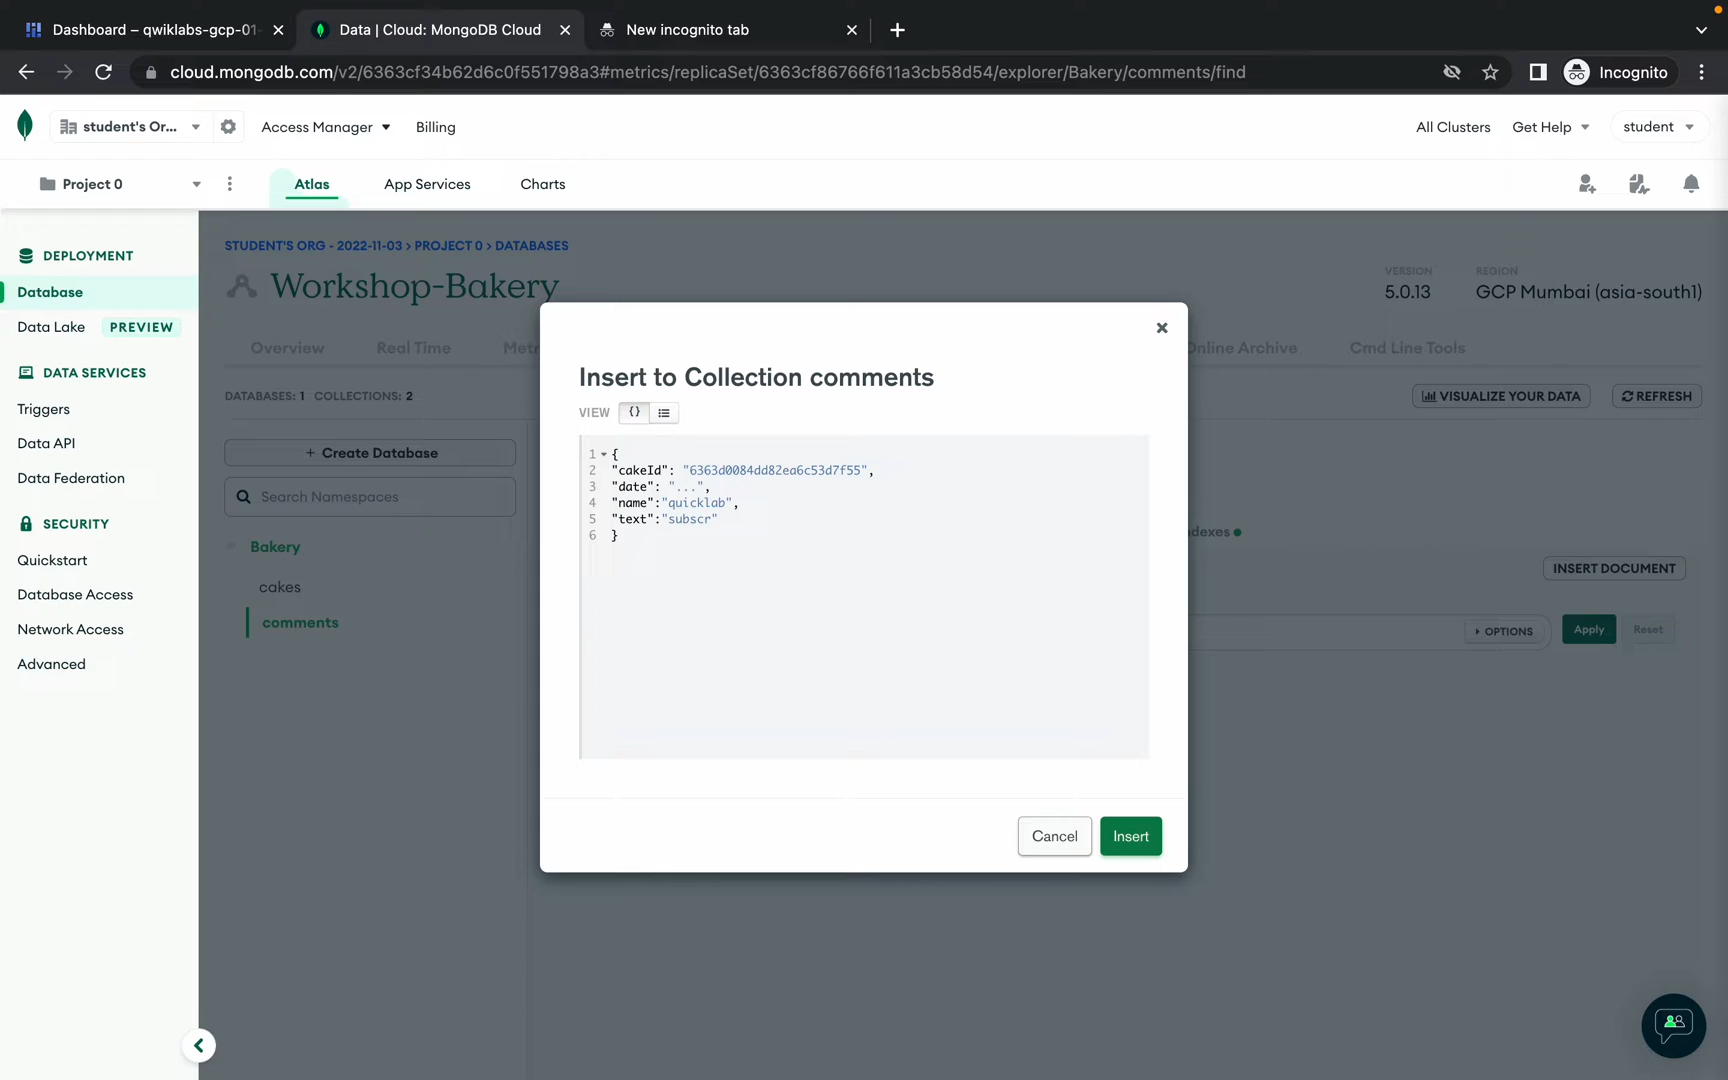 Dashboard – qwiklabs-gcp-01-
Data | Cloud: MongoDB Cloud
New incognito tab
cloud.mongodb.com/v2/6363cf34b62d6c0f551798a3#metrics/replicaSet/6363cf86766f611a3cb58d54/explorer/Bakery/comments/find
Incognito
student's Or...
Access Manager
Billing
All Clusters
Get Help
student
Project 0
Atlas
App Services
Charts
DEPLOYMENT
Database
Data Lake PREVIEW
DATA SERVICES
Triggers
Data API
Data Federation
SECURITY
Quickstart
Database Access
Network Access
Advanced
STUDENT'S ORG - 2022-11-03 > PROJECT 0 > DATABASES
Workshop-Bakery
VERSION
5.0.13
REGION
GCP Mumbai (asia-south1)
Overview
Real Time
Metr
Online Archive
Cmd Line Tools
DATABASES: 1 COLLECTIONS: 2
VISUALIZE YOUR DATA
REFRESH
+ Create Database
Search Namespaces
Bakery
cakes
comments
ndexes
INSERT DOCUMENT
OPTIONS
Apply
Reset
Insert to Collection comments
VIEW {}
1 {
2 "cakeId": "6363d0084dd82ea6c53d7f55",
3 "date": "...",
4 "name":"quicklab",
5 "text":"subscr"
6 }
Cancel
Insert